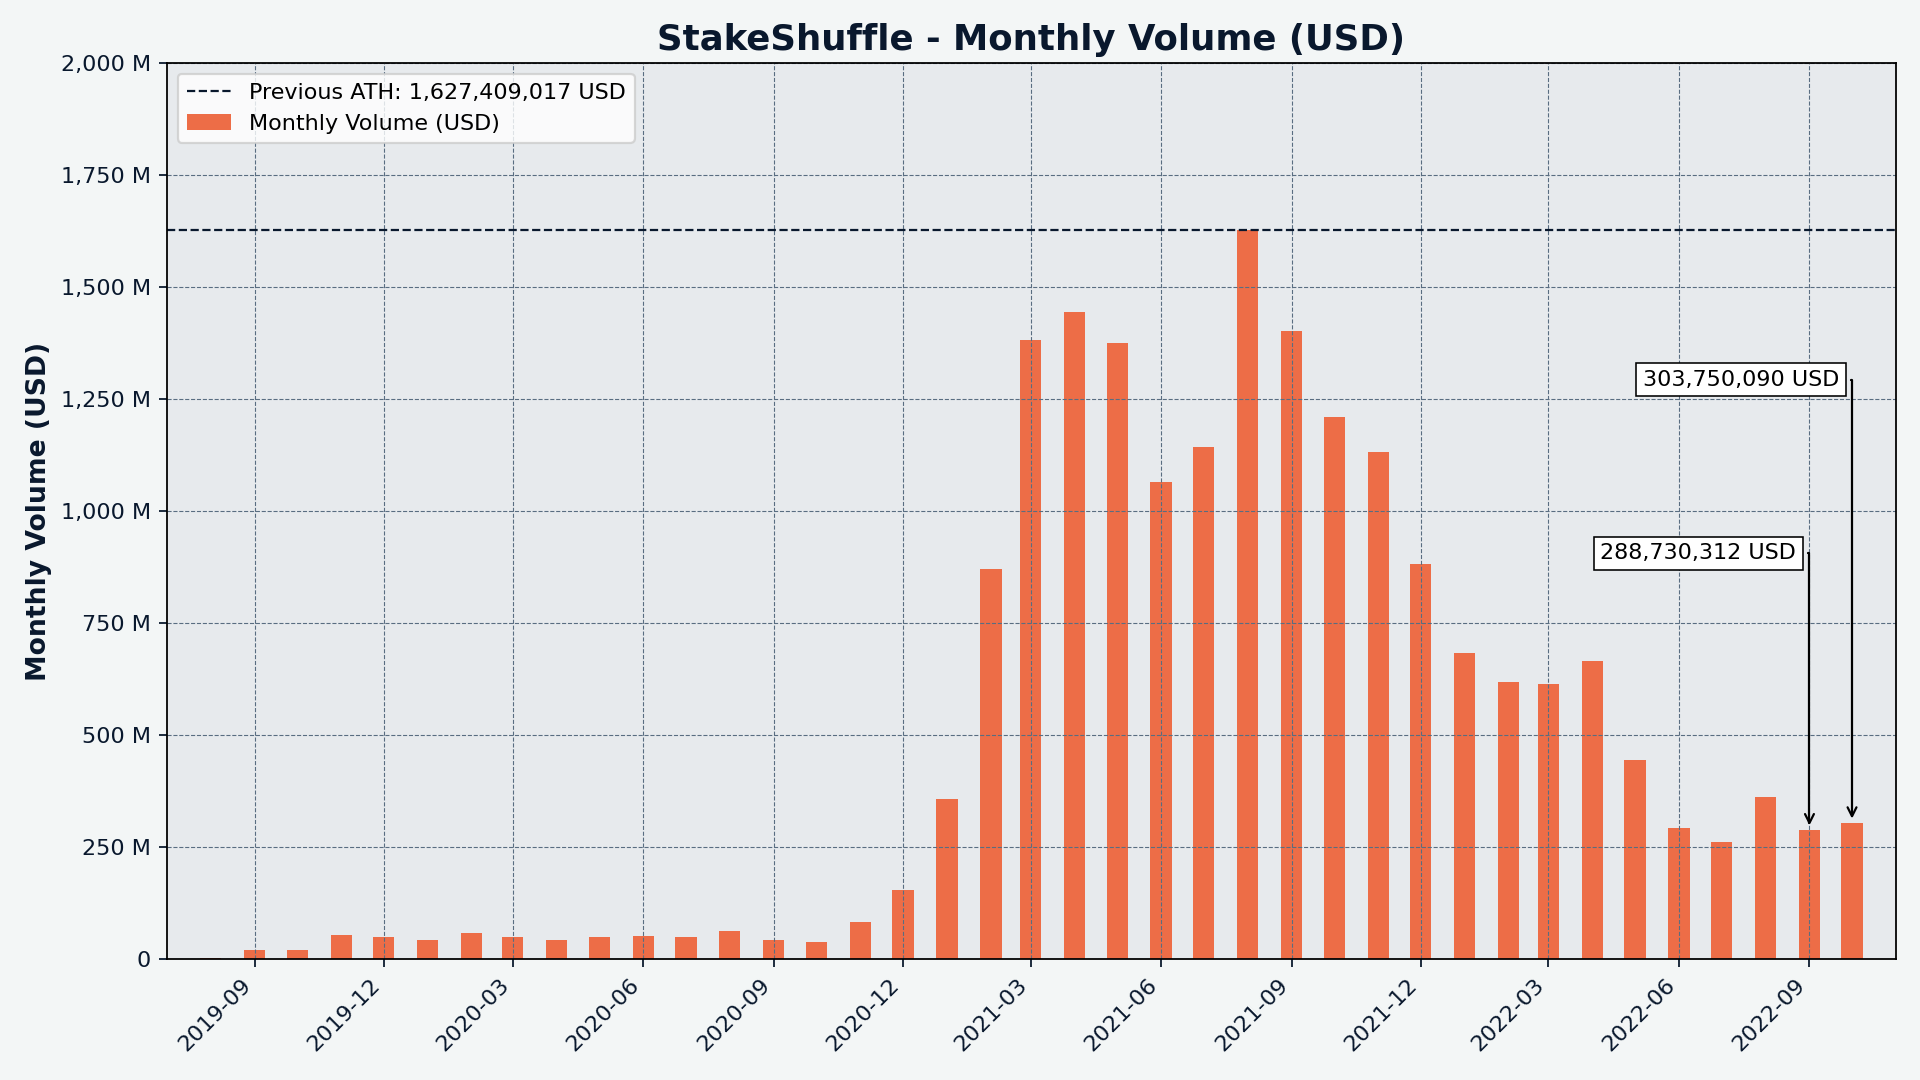 StakeShuffle - Monthly Volume (USD)
Previous ATH: 1,627,409,017 USD
Monthly Volume (USD)
Monthly Volume (USD)
2,000 M
1,750 M
1,500 M
1,250 M
1,000 M
750 M
500 M
250 M
0
303,750,090 USD
288,730,312 USD
2019-09
2019-12
2020-03
2020-06
2020-09
2020-12
2021-03
2021-06
2021-09
2021-12
2022-03
2022-06
2022-09